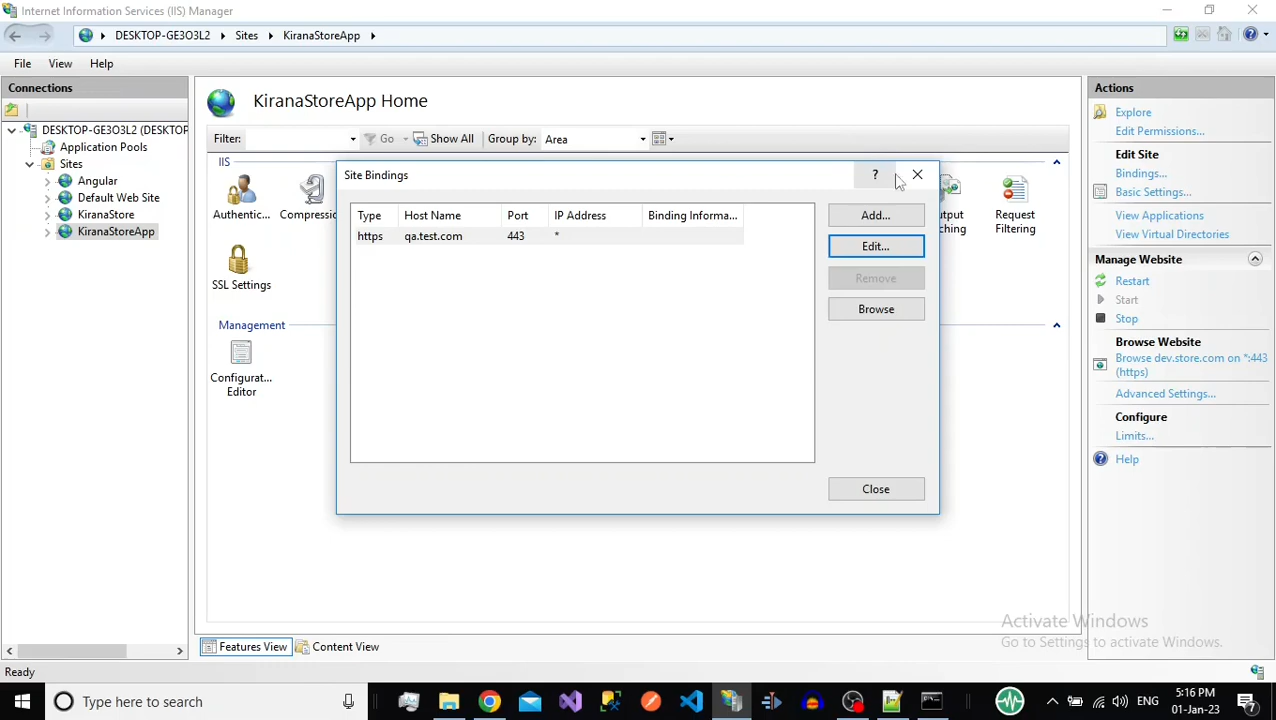 Internet Information Services (IIS) Manager
DESKTOP-GE3O3L2
Sites
KiranaStoreApp
File
View
Help
Connections
DESKTOP-GE3O3L2 (DESKTOP
Application Pools
Sites
Angular
Default Web Site
KiranaStore
KiranaStoreApp
KiranaStoreApp Home
Filter:
Go
Show All
Group by:
Area
IIS
Authentic...
Compressic
SSL Settings
Management
Configurat...
Editor
Request
Filtering
Site Bindings
?
Type
Host Name
Port
IP Address
Binding Informa...
https
qa.test.com
443
*
Add...
Edit...
Remove
Browse
Close
Features View
Content View
Actions
Explore
Edit Permissions...
Edit Site
Bindings...
Basic Settings...
View Applications
View Virtual Directories
Manage Website
Restart
Start
Stop
Browse Website
Browse dev.store.com on *:443
(https)
Advanced Settings...
Configure
Limits...
Help
Activate Windows
Go to Settings to activate Windows.
Ready
Type here to search
ENG
5:16 PM
01-Jan-23
7